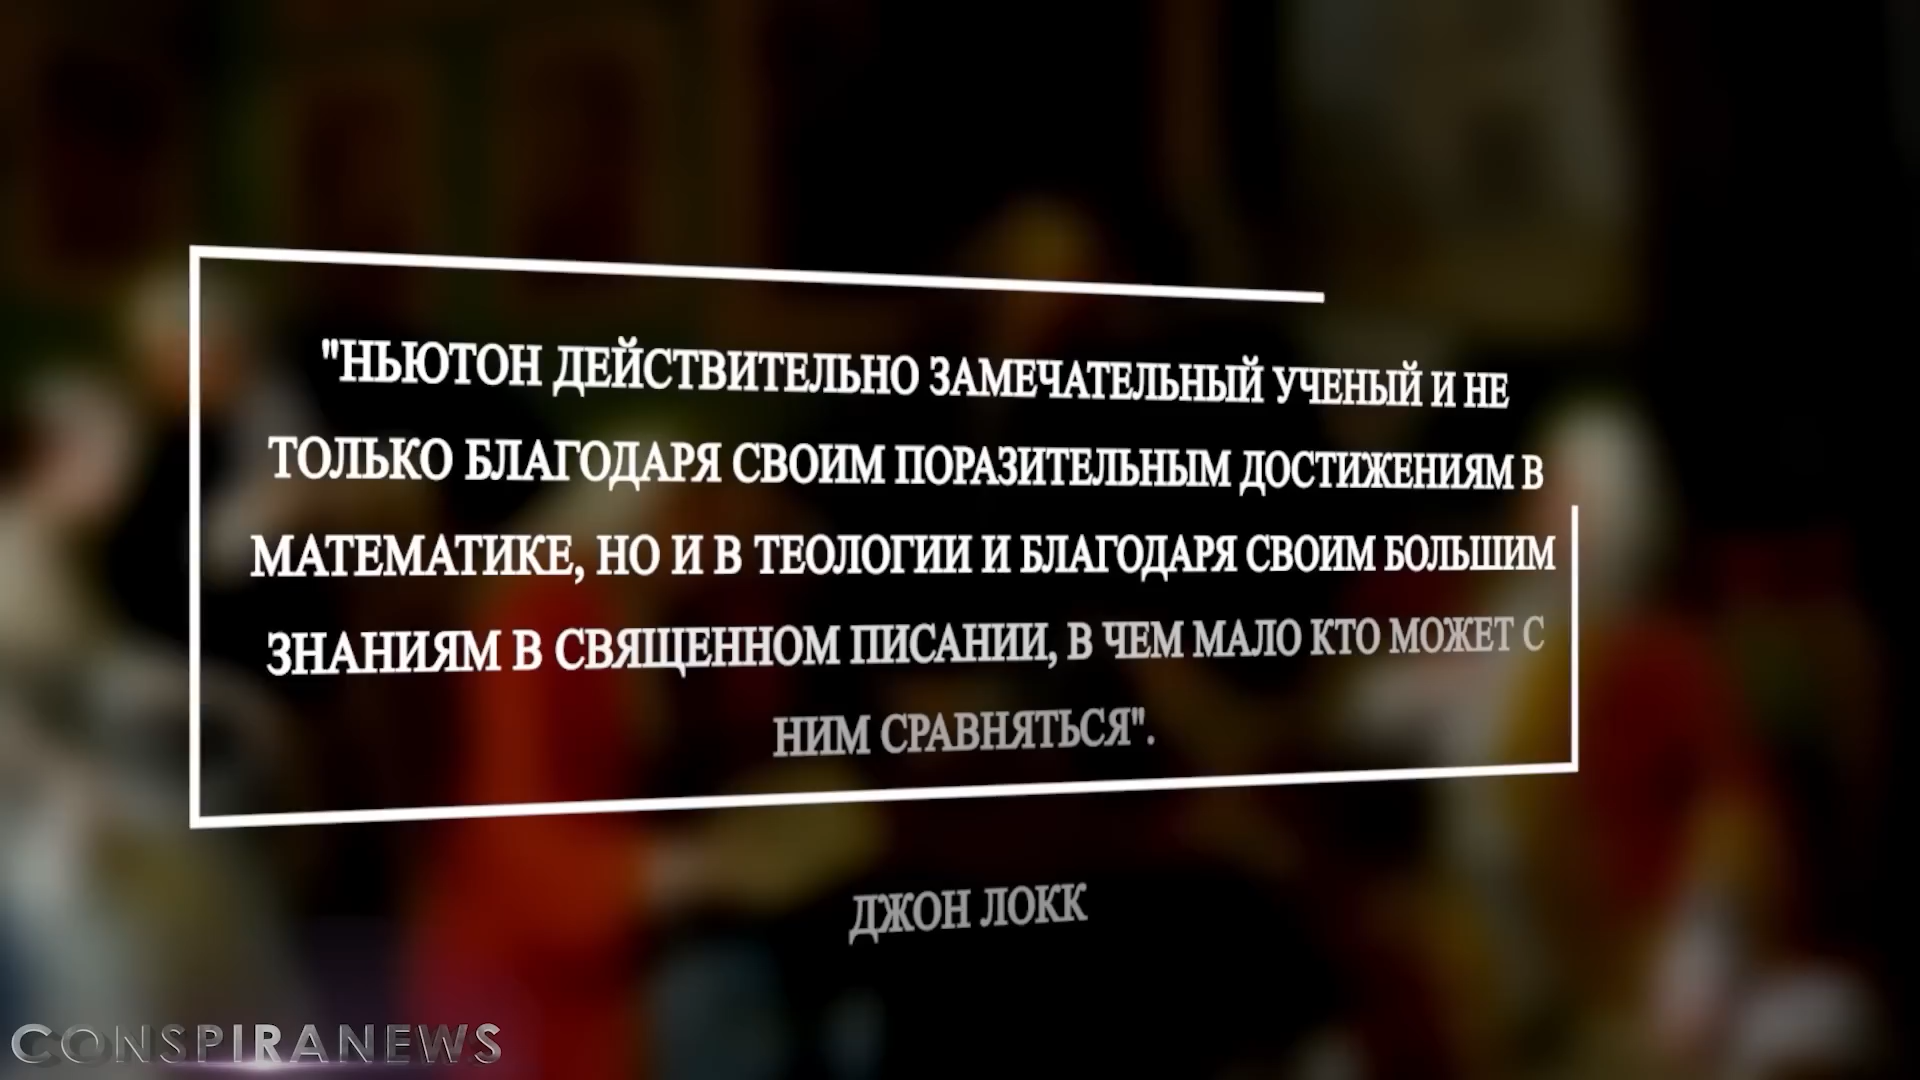 "НЬЮТОН ДЕЙСТВИТЕЛЬНО ЗАМЕЧАТЕЛЬНЫЙ УЧЕНЫЙ И НЕ
ТОЛЬКО БЛАГОДАРЯ СВОИМ ПОРАЗИТЕЛЬНЫМ ДОСТИЖЕНИЯМ В
МАТЕМАТИКЕ, НО И В ТЕОЛОГИИ И БЛАГОДАРЯ СВОИМ БОЛЬШИМ
ЗНАНИЯМ В СВЯЩЕННОМ ПИСАНИИ, В ЧЕМ МАЛО КТО МОЖЕТ С
НИМ СРАВНЯТЬСЯ".
ДЖОН ЛОКК
CONSPIRANEWS